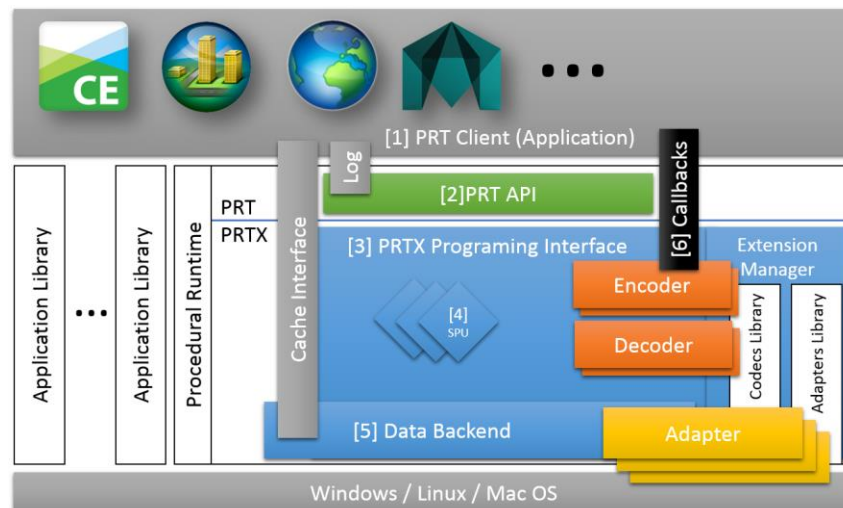 CE
[1] PRT Client (Application)
Application Library
Application Library
Procedural Runtime
PRT
PRTX
Cache Interface
Log
[2]PRT API
[6] Callbacks
[3] PRTX Programing Interface
Extension
Manager
[4]
SPU
Encoder
Decoder
Codecs Library
Adapters Library
[5] Data Backend
Adapter
Windows / Linux / Mac OS